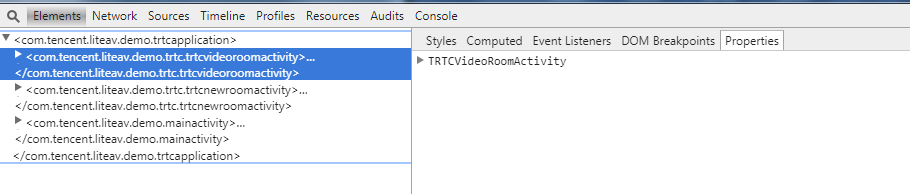 Elements Network Sources Timeline Profiles Resources Audits Console
<com.tencent.liteav.demo.trtcapplication>
<com.tencent.liteav.demo.trtc.trtcvideoroomactivity>...
</com.tencent.liteav.demo.trtc.trtcvideoroomactivity>
<com.tencent.liteav.demo.trtc.trtcnewroomactivity>...
</com.tencent.liteav.demo.trtc.trtcnewroomactivity>
<com.tencent.liteav.demo.mainactivity>...
</com.tencent.liteav.demo.mainactivity>
</com.tencent.liteav.demo.trtcapplication>
Styles Computed Event Listeners DOM Breakpoints Properties
TRTCVideoRoomActivity